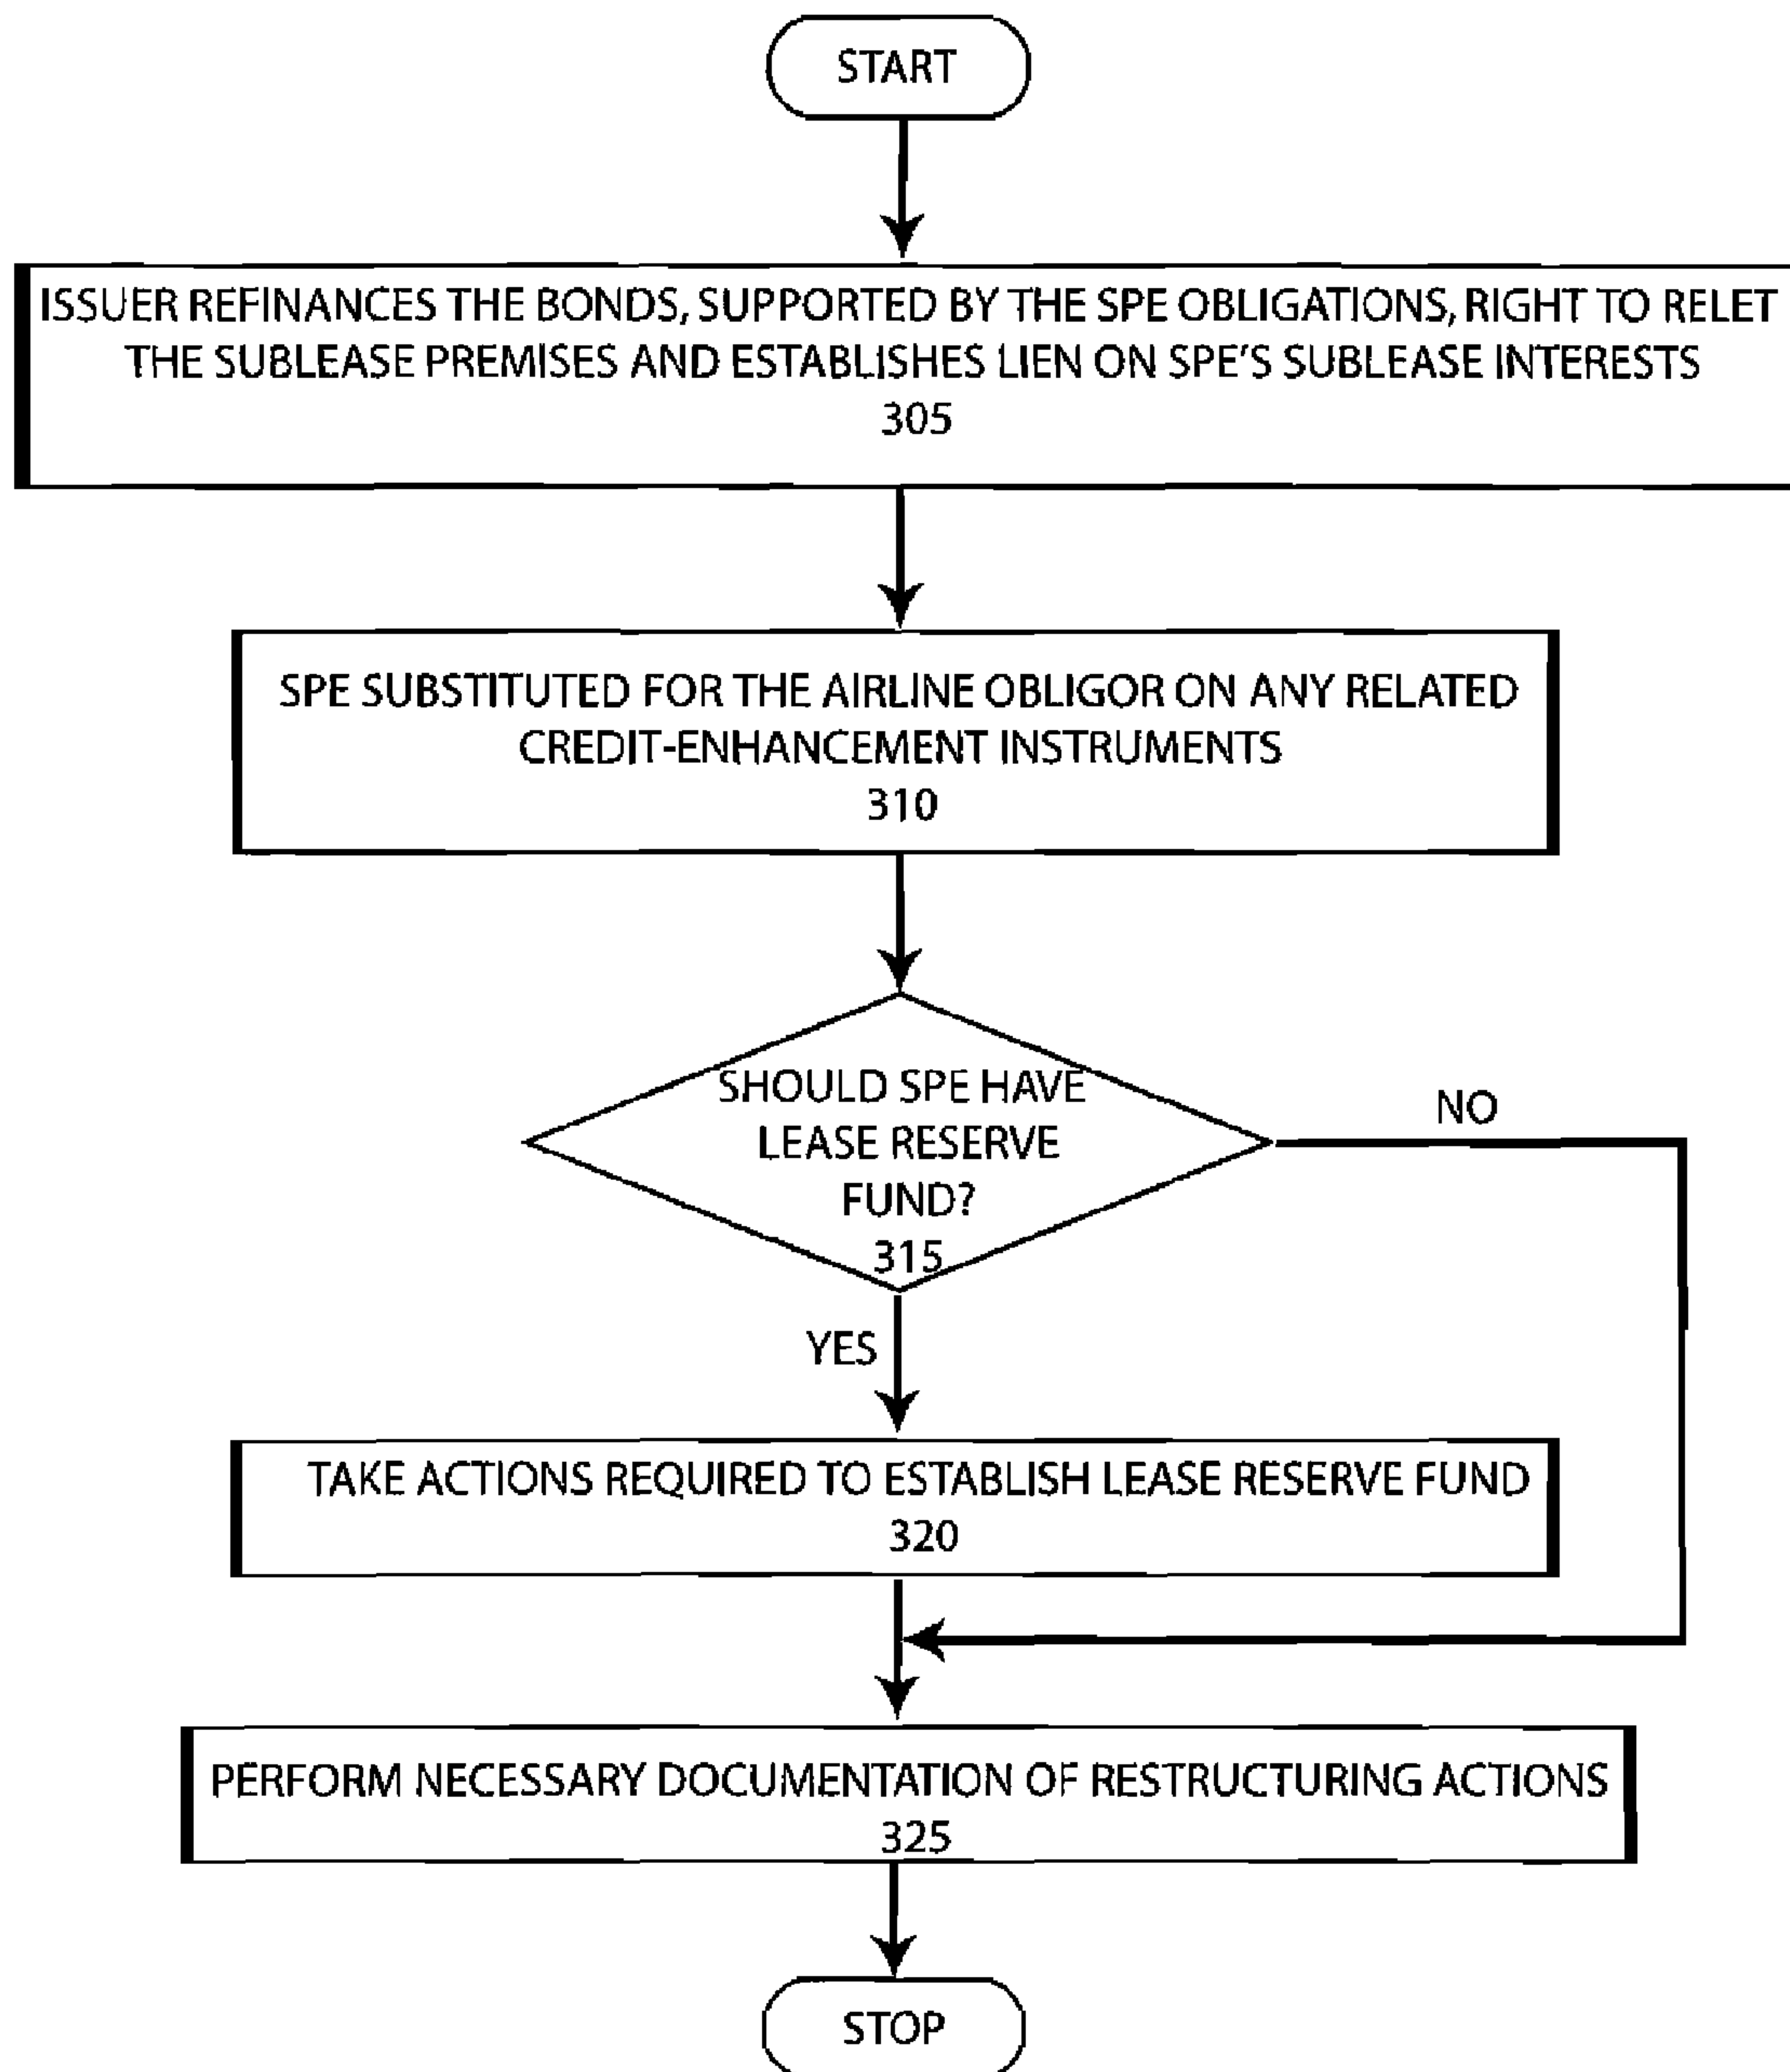 START
ISSUER REFINANCES THE BONDS, SUPPORTED BY THE SPE OBLIGATIONS, RIGHT TO RELET
THE SUBLEASE PREMISES AND ESTABLISHES LIEN ON SPE'S SUBLEASE INTERESTS
305
SPE SUBSTITUTED FOR THE AIRLINE OBLIGOR ON ANY RELATED
CREDIT-ENHANCEMENT INSTRUMENTS
310
SHOULD SPE HAVE
LEASE RESERVE
FUND?
315
NO
YES
TAKE ACTIONS REQUIRED TO ESTABLISH LEASE RESERVE FUND
320
PERFORM NECESSARY DOCUMENTATION OF RESTRUCTURING ACTIONS
325
STOP